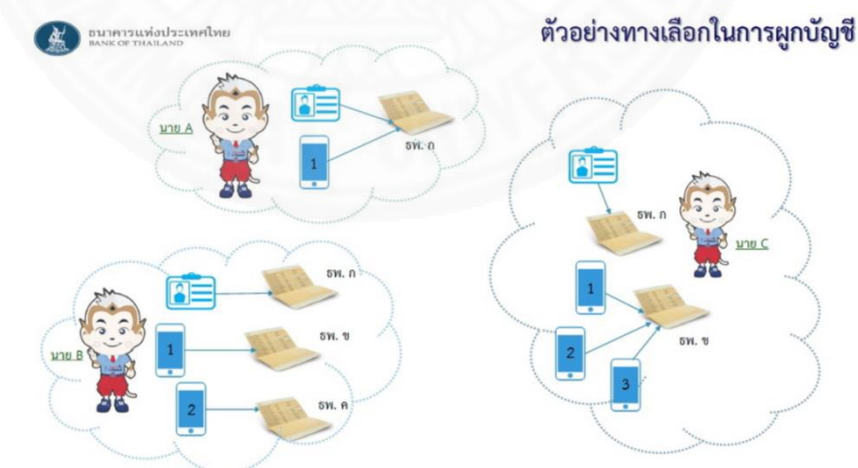 ธนาคารแห่งประเทศไทย
BANK OF THAILAND
ตัวอย่างทางเลือกในการผูกบัญชี
นาย A
1
ธพ. ก
นาย B
ธพ. ก
1
ธพ. ข
2
ธพ. ค
ธพ. ก
นาย C
1
2
3
ธพ. ข